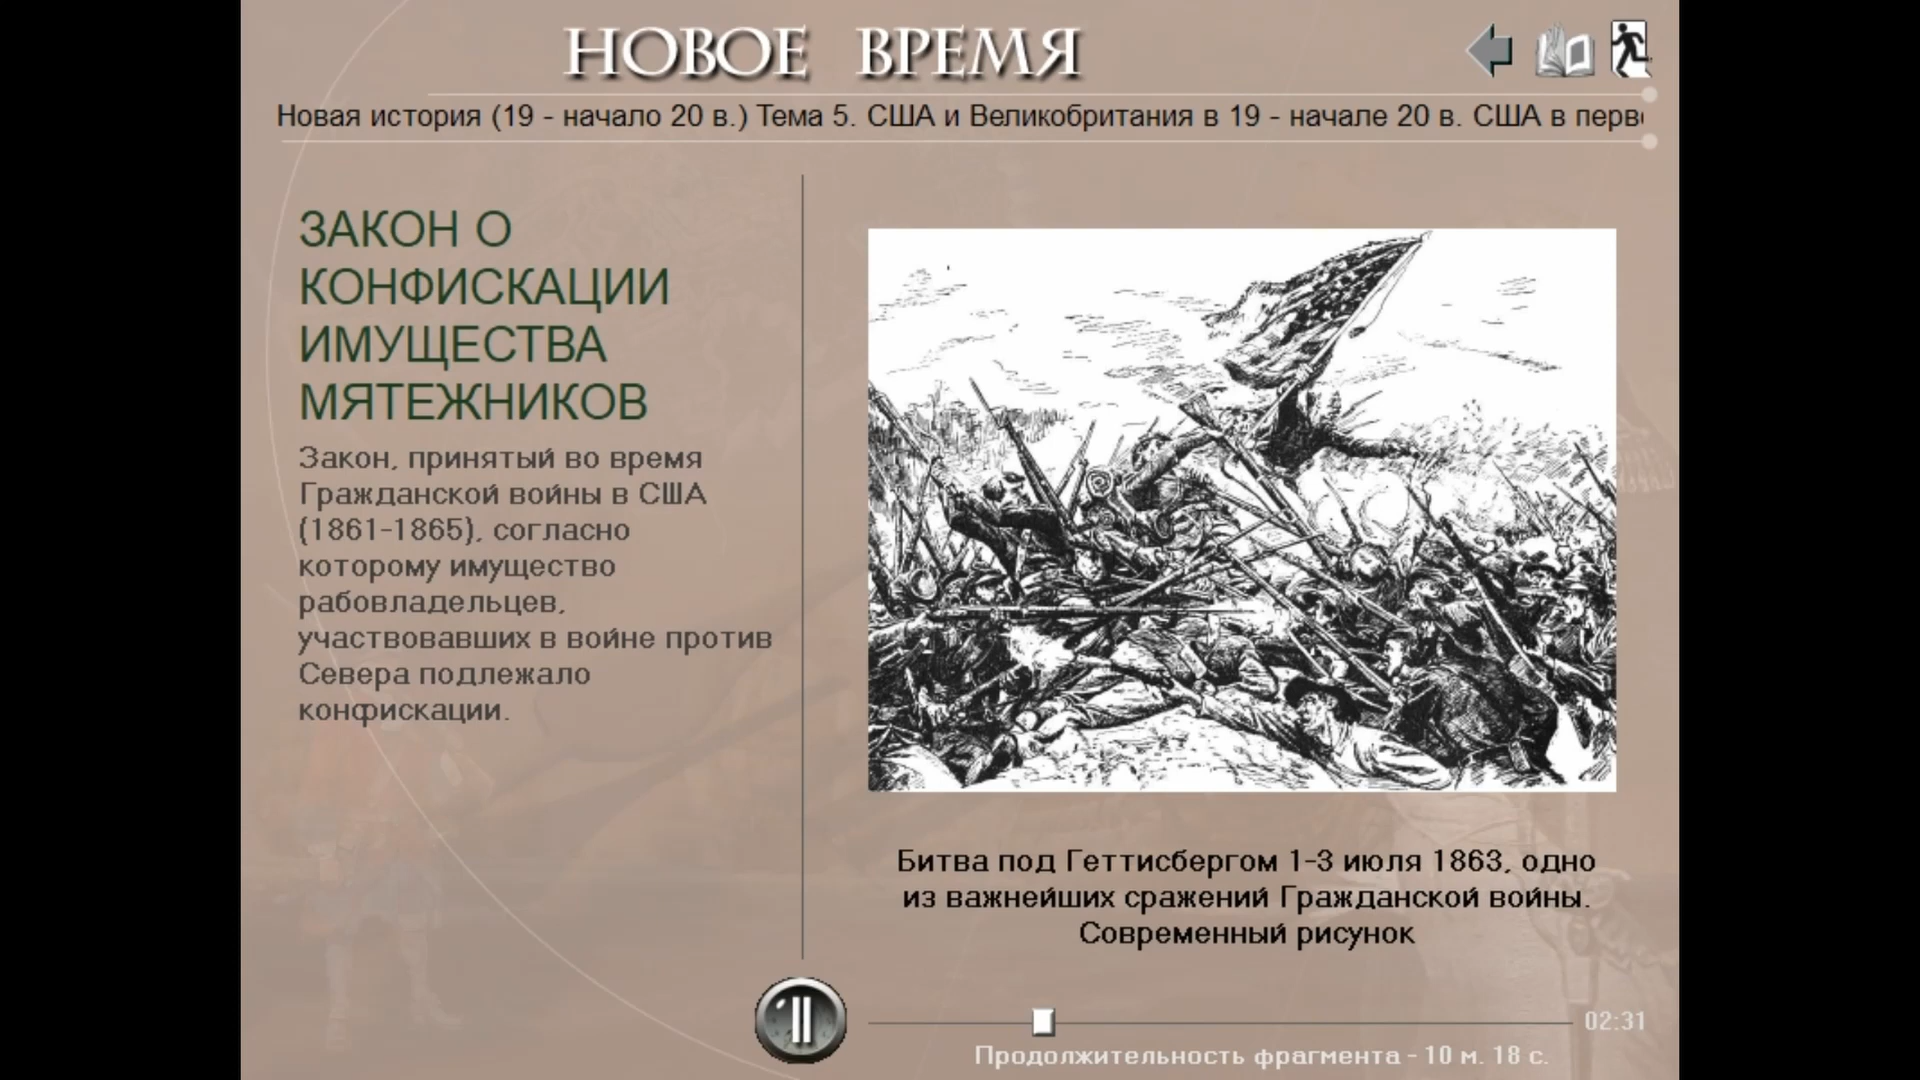 НОВОЕ ВРЕМЯ
Новая история (19 - начало 20 в.) Тема 5. США и Великобритания в 19 - начале 20 в. США в
ЗАКОН О
КОНФИСКАЦИИ
ИМУЩЕСТВА
МЯТЕЖНИКОВ
Закон, принятый во время
Гражданской войны в США
(1861-1865), согласно
которому имущество
рабовладельцев,
участвовавших в войне против
Севера подлежало
конфискации.
Битва под Геттисбергом 1-3 июля 1863, одно
из важнейших сражений Гражданской войны.
Современный рисунок
02:31
Продолжительность фрагмента - 10 м. 18 с.